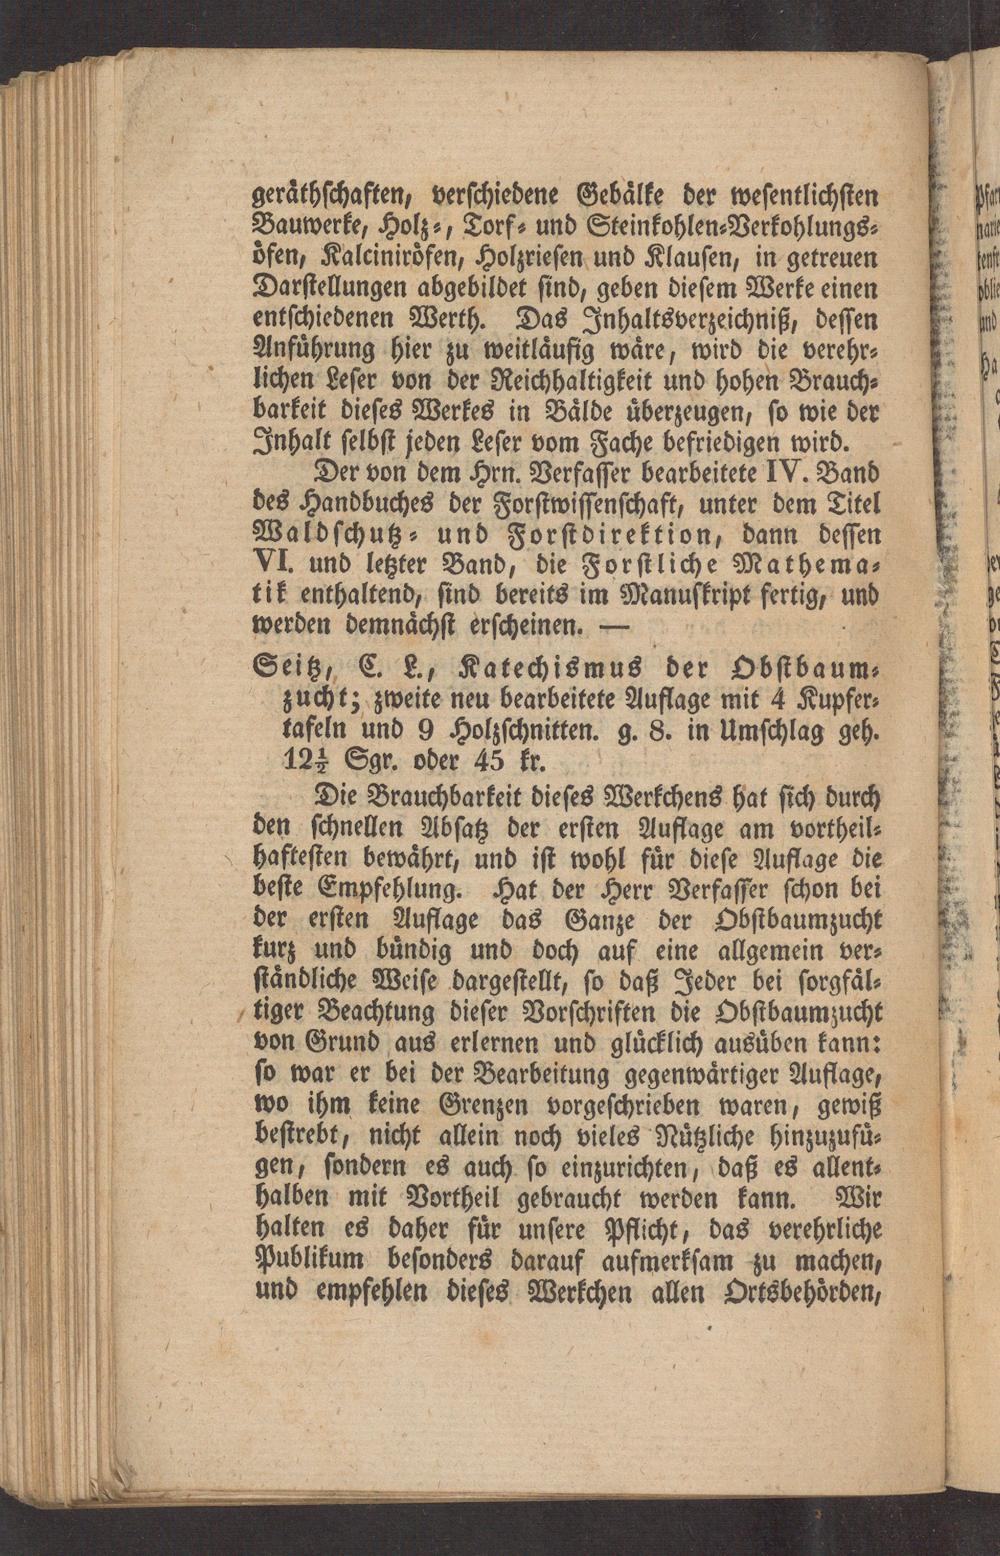 geräthschaften, verschiedene Gebälke der wesentlichsten
Bauwerke, Holz-, Torf- und Steinkohlen-Verkohlungs-
öfen, Kalciniröfen, Holzriesen und Klausen, in getreuen
Darstellungen abgebildet sind, geben diesem Werke einen
entschiedenen Werth. Das Inhaltsverzeichniß, dessen
Anführung hier zu weitläufig wäre, wird die verehr-
lichen Leser von der Reichhaltigkeit und hohen Brauch-
barkeit dieses Werkes in Bälde überzeugen, so wie der
Inhalt selbst jeden Leser vom Fache befriedigen wird.
Der von dem Hrn. Verfasser bearbeitete IV. Band
des Handbuches der Forstwissenschaft, unter dem Titel
Waldschutz- und Forstdirektion, dann dessen
VI. und letzter Band, die Forstliche Mathema-
tik enthaltend, sind bereits im Manuskript fertig, und
werden demnächst erscheinen. —
Seitz, C. L., Katechismus der Obstbaum-
zucht; zweite neu bearbeitete Auflage mit 4 Kupfer-
tafeln und 9 Holzschnitten. g. 8. in Umschlag geh.
12½ Sgr. oder 45 kr.
Die Brauchbarkeit dieses Werkchens hat sich durch
den schnellen Absatz der ersten Auflage am vortheil-
haftesten bewährt, und ist wohl für diese Auflage die
beste Empfehlung. Hat der Herr Verfasser schon bei
der ersten Auflage das Ganze der Obstbaumzucht
kurz und bündig und doch auf eine allgemein ver-
ständliche Weise dargestellt, so daß Jeder bei sorgfäl-
tiger Beachtung dieser Vorschriften die Obstbaumzucht
von Grund aus erlernen und glücklich ausüben kann:
so war er bei der Bearbeitung gegenwärtiger Auflage,
wo ihm keine Grenzen vorgeschrieben waren, gewiß
bestrebt, nicht allein noch vieles Nützliche hinzuzufü-
gen, sondern es auch so einzurichten, daß es allent-
halben mit Vortheil gebraucht werden kann. Wir
halten es daher für unsere Pflicht, das verehrliche
Publikum besonders darauf aufmerksam zu machen,
und empfehlen dieses Werkchen allen Ortsbehörden,